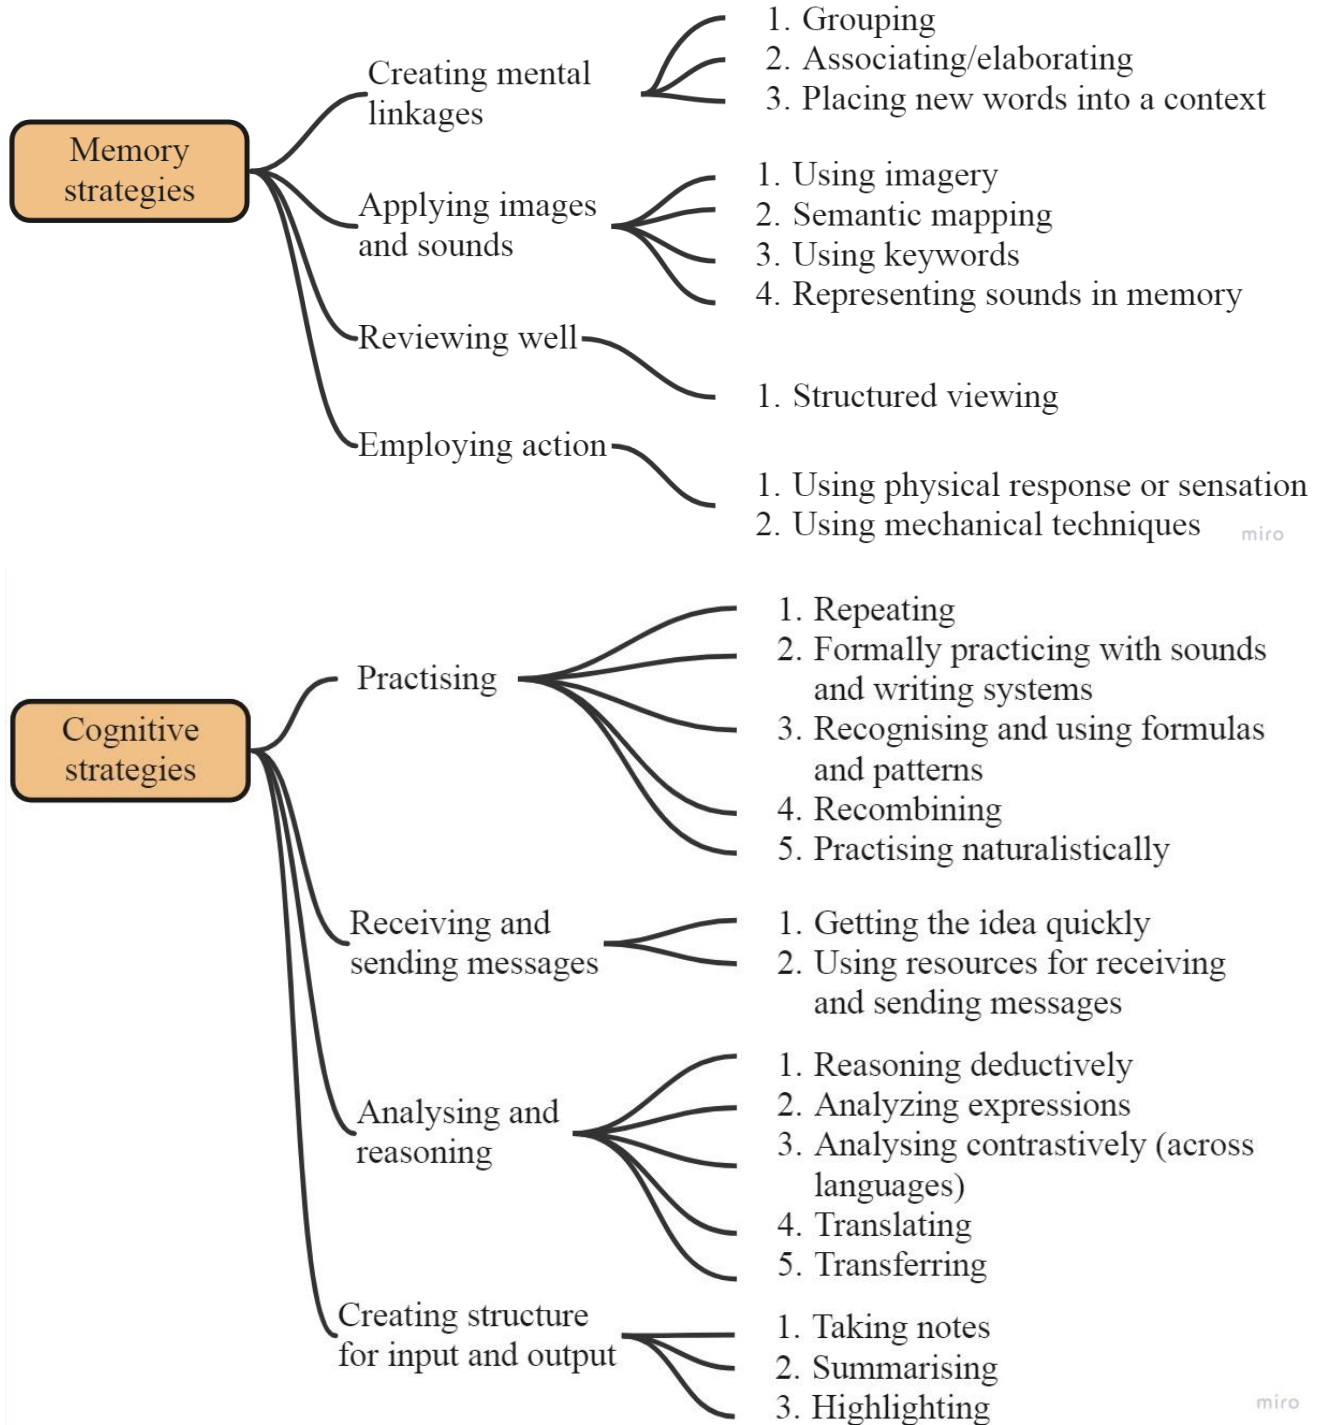 Memory
strategies
Creating mental
linkages
1. Grouping
2. Associating/elaborating
3. Placing new words into a context
Applying images
and sounds
1. Using imagery
2. Semantic mapping
3. Using keywords
4. Representing sounds in memory
Reviewing well
1. Structured viewing
Employing action
1. Using physical response or sensation
2. Using mechanical techniques
miro
Cognitive
strategies
Practising
1. Repeating
2. Formally practicing with sounds
and writing systems
3. Recognising and using formulas
and patterns
4. Recombining
5. Practising naturalistically
Receiving and
sending messages
1. Getting the idea quickly
2. Using resources for receiving
and sending messages
Analysing and
reasoning
1. Reasoning deductively
2. Analyzing expressions
3. Analysing contrastively (across
languages)
4. Translating
5. Transferring
Creating structure
for input and output
1. Taking notes
2. Summarising
3. Highlighting
miro